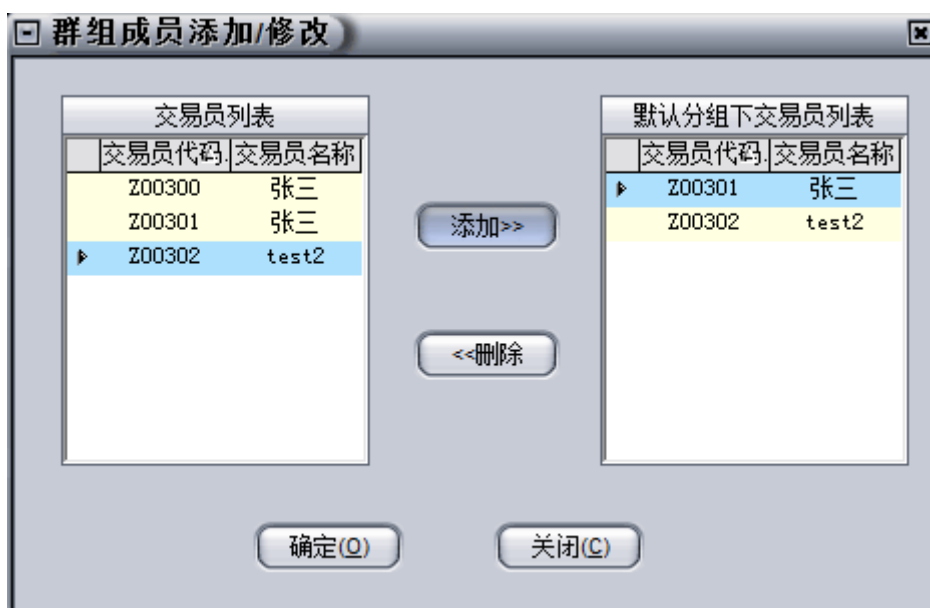 群组成员添加/修改
交易员列表
交易员代码.交易员名称
Z00300 张三
Z00301 张三
Z00302 test2
添加>>
<<删除
默认分组下交易员列表
交易员代码.交易员名称
Z00301 张三
Z00302 test2
确定(O)
关闭(C)